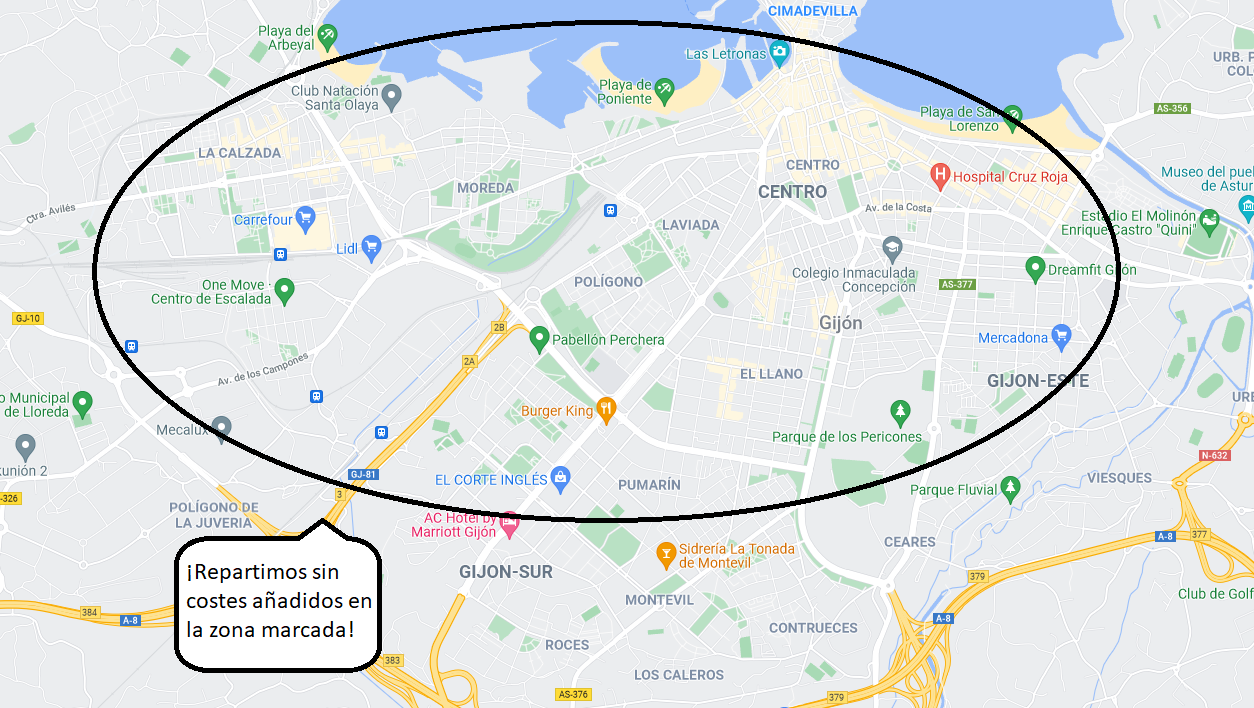 CIMADEVILLA
Playa del
Arbeyal
Las Letronas
URB. P
COLO
Club Natación
Santa Olaya
Playa de
Poniente
Playa de San
Lorenzo
AS-356
LA CALZADA
CENTRO
CENTRO
Hospital Cruz Roja
Museo del puel
de Astur
MOREDA
Ctra. Avilés
Carrefour
Lidl
LAVIADA
Av. de la Costa
Estadio El Molinón
Enrique Castro "Quini"
One Move -
Centro de Escalada
POLÍGONO
Colegio Inmaculada
Concepción
AS-377
Dreamfit Gijón
GJ-10
2B
Gijón
Pabellón Perchera
Mercadona
2A
Av. de los Campones
EL LLANO
GIJON-ESTE
o Municipal
de Lloreda
Mecalux
Burger King
Parque de los Pericones
URB
kunión 2
N-632
GJ-81
EL CORTE INGLÉS
PUMARÍN
Parque Fluvial
VIESQUES
-326
3
POLÍGONO DE
LA JUVERIA
AC Hotel by
Marriott Gijón
A-8
377
CEARES
Sidrería La Tonada
de Montevil
GIJON-SUR
¡Repartimos sin
costes añadidos en
la zona marcada!
379
Club de Golf
MONTEVIL
384
A-8
A-8
CONTRUECES
ROCES
383
LOS CALEROS
AS-376
379